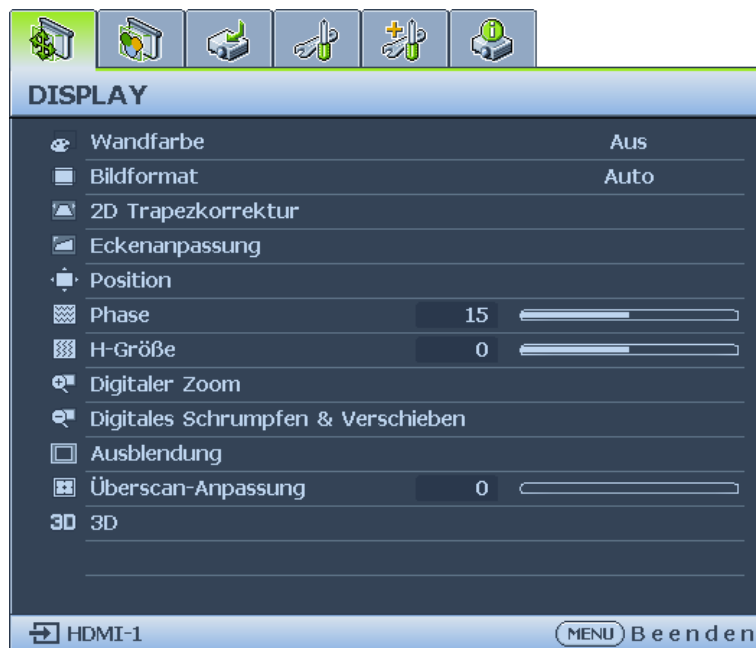 DISPLAY
Wandfarbe Aus
Bildformat Auto
2D Trapezkorrektur
Eckenanpassung
Position
Phase 15
H-Größe 0
Digitaler Zoom
Digitales Schrumpfen & Verschieben
Ausblendung
Überscan-Anpassung 0
3D 3D
HDMI-1 MENU Beenden